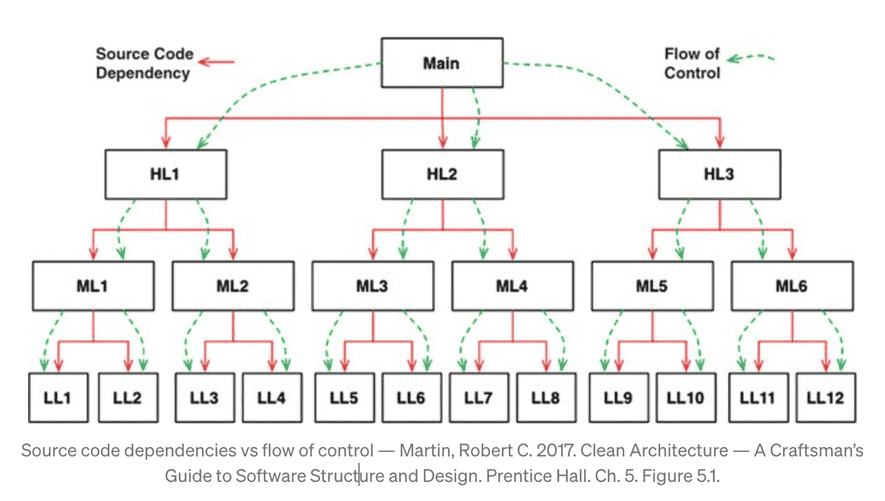 Source Code
Dependency
Main
Flow of
Control
HL1
HL2
HL3
ML1
ML2
ML3
ML4
ML5
ML6
LL1
LL2
LL3
LL4
LL5
LL6
LL7
LL8
LL9
LL10
LL11
LL12
Source code dependencies vs flow of control — Martin, Robert C. 2017. Clean Architecture — A Craftsman’s
Guide to Software Structure and Design. Prentice Hall. Ch. 5. Figure 5.1.